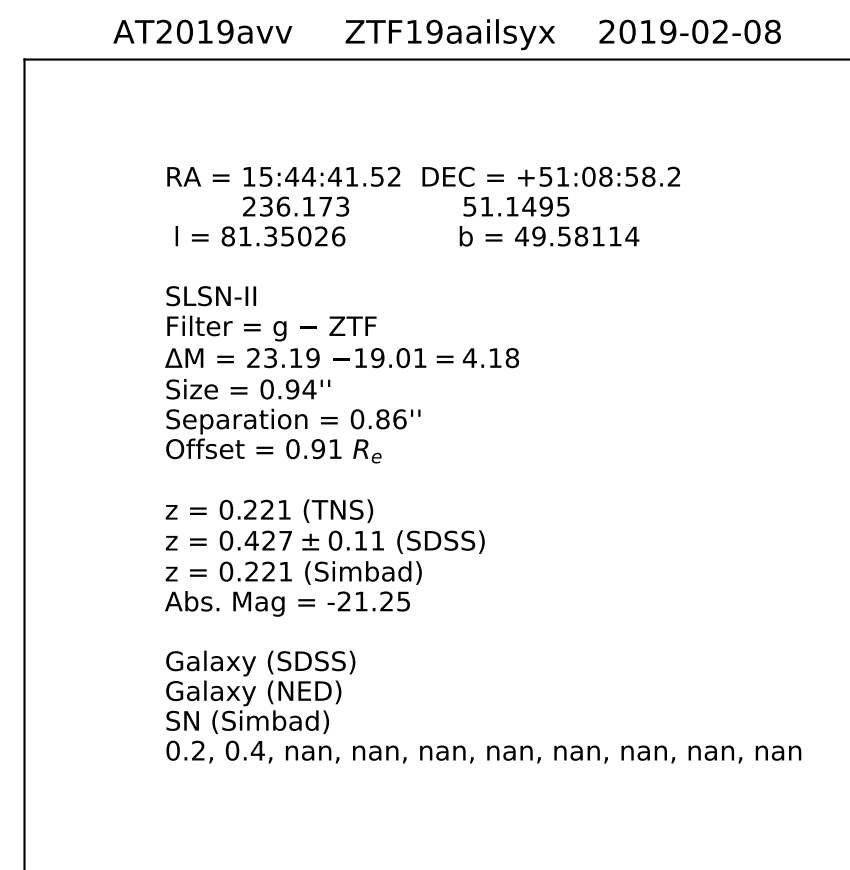 AT2019avv ZTF19aailsyx 2019-02-08
RA = 15:44:41.52 DEC = +51:08:58.2
236.173 51.1495
l = 81.35026 b = 49.58114
SLSN-II
Filter = g − ZTF
ΔM = 23.19 −19.01 = 4.18
Size = 0.94''
Separation = 0.86''
Offset = 0.91 Rₑ
z = 0.221 (TNS)
z = 0.427 ± 0.11 (SDSS)
z = 0.221 (Simbad)
Abs. Mag = -21.25
Galaxy (SDSS)
Galaxy (NED)
SN (Simbad)
0.2, 0.4, nan, nan, nan, nan, nan, nan, nan, nan